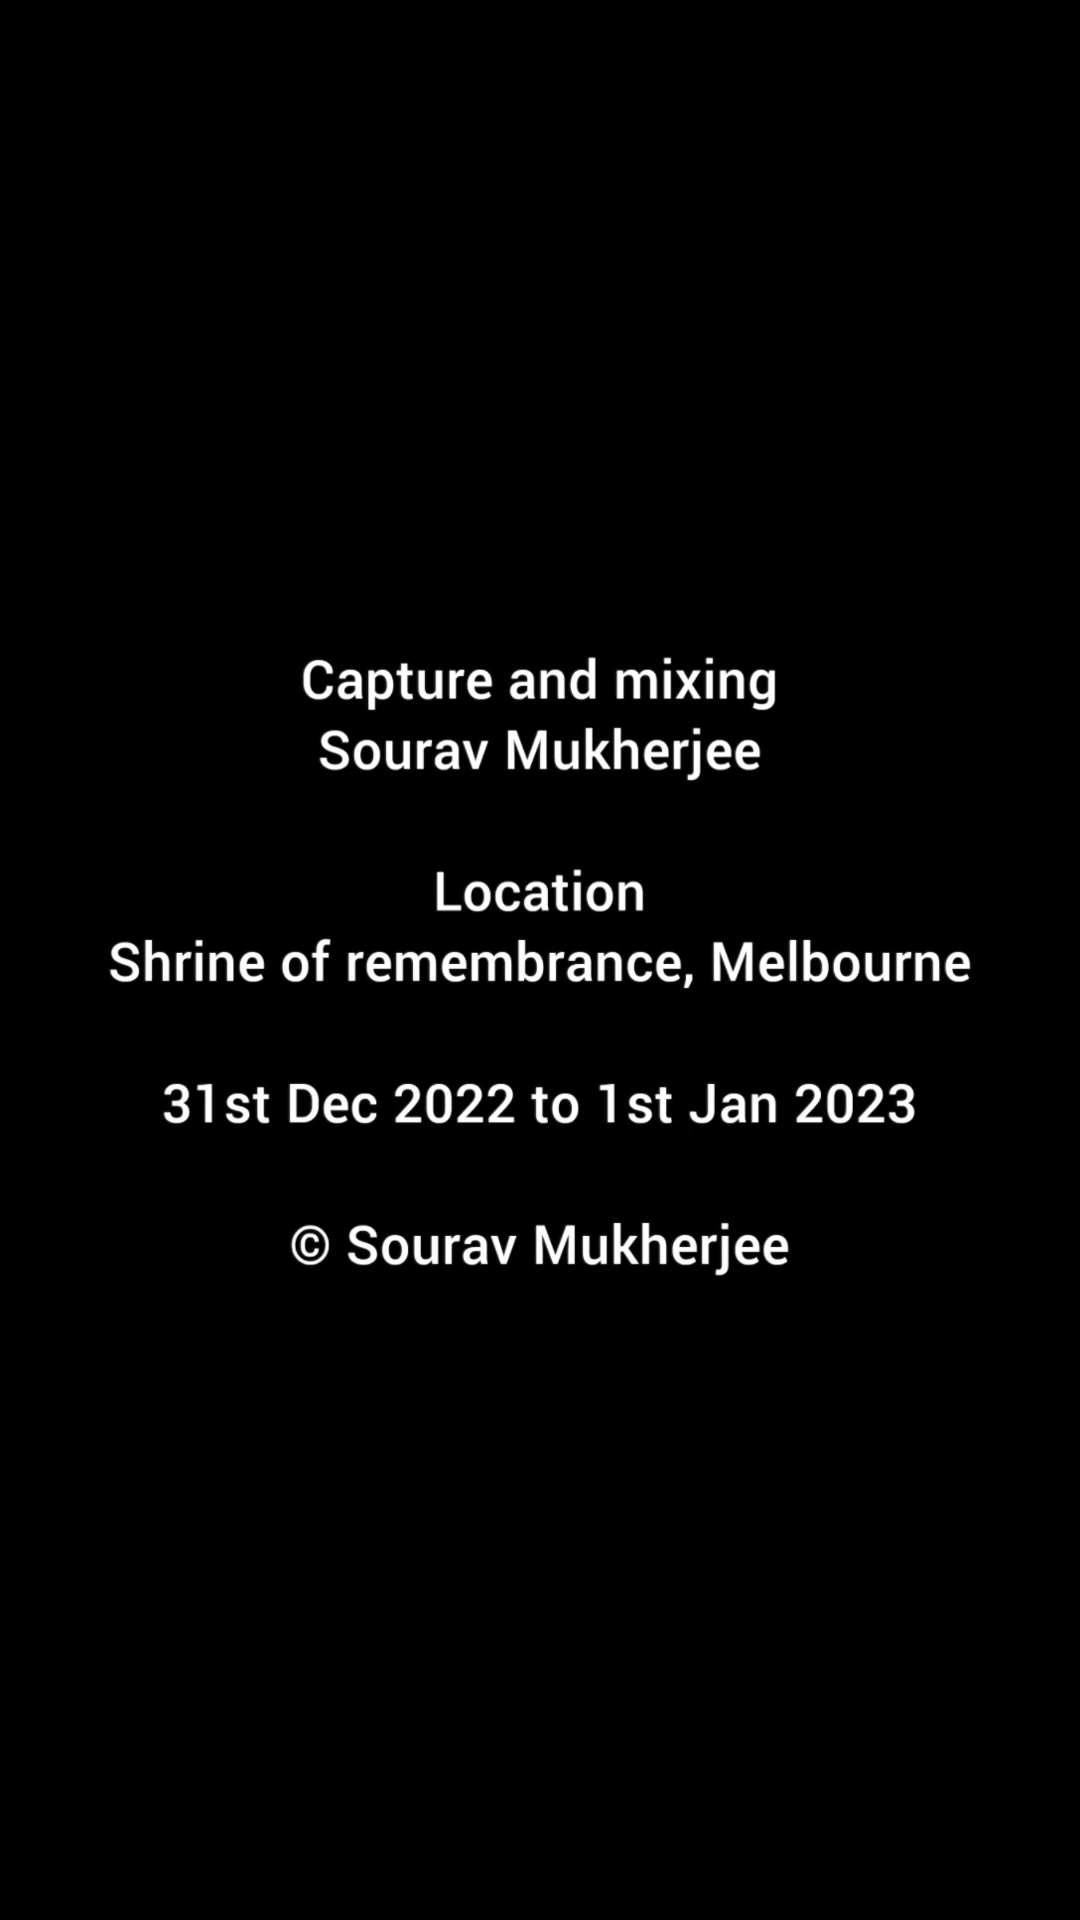 Capture and mixing
Sourav Mukherjee
Location
Shrine of remembrance, Melbourne
31st Dec 2022 to 1st Jan 2023
© Sourav Mukherjee